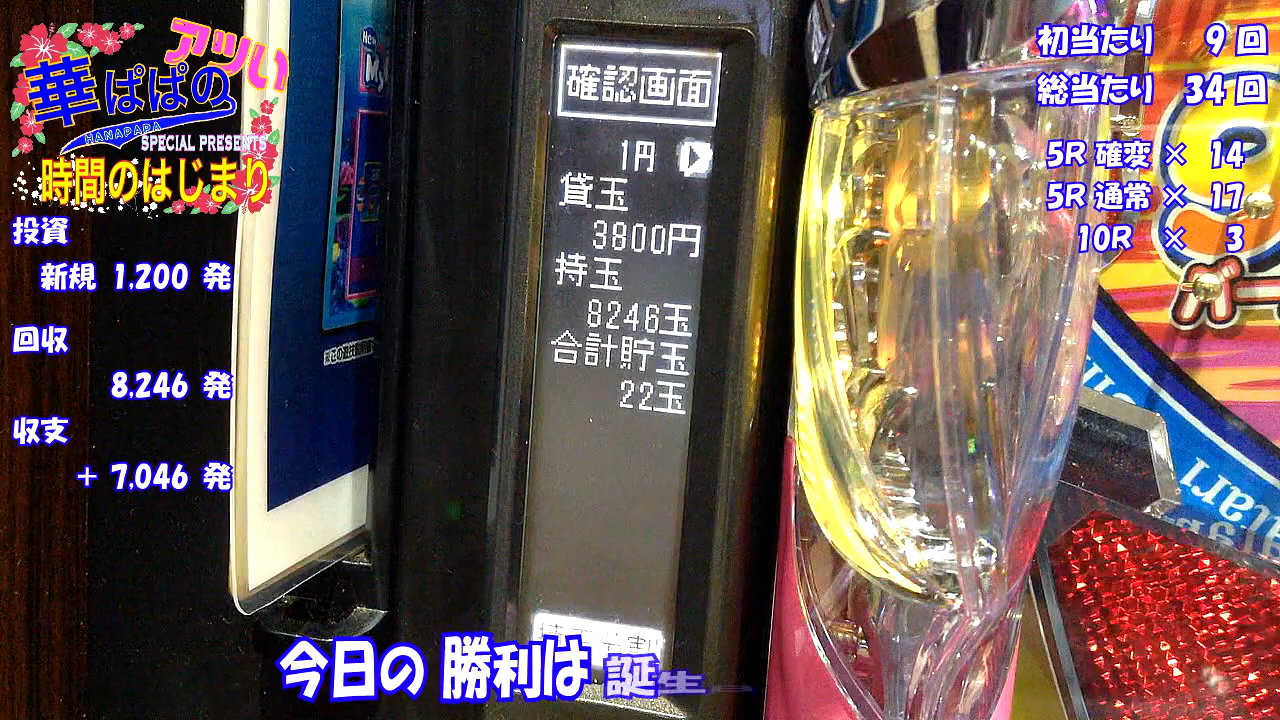 アツい
華ぱぱの
HANAPAPA
SPECIAL PRESENTS
時間のはじまり
投資
新規 1,200 発
回収
8,246 発
収支
+ 7,046 発
確認画面
1円
貸玉
3800円
持玉
8246玉
合計貯玉
22玉
初当たり 9 回
総当たり 34 回
5R 確変 × 14
5R 通常 × 17
10R × 3
今日の 勝利は 誕生